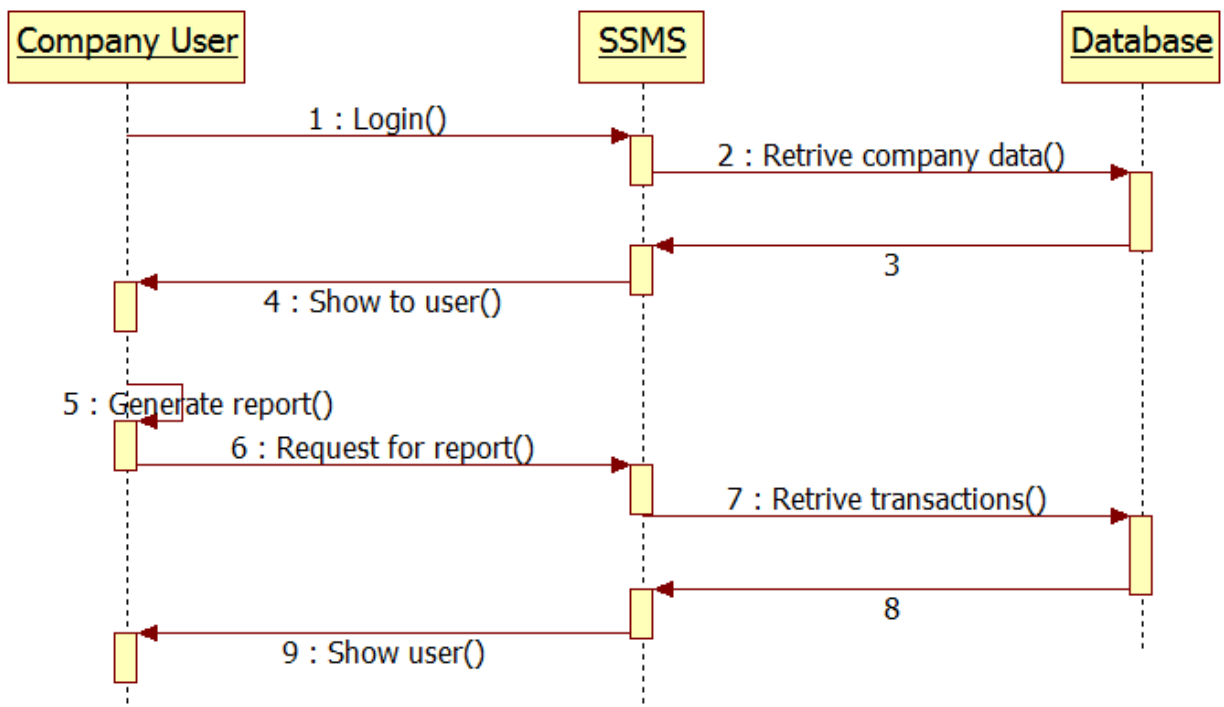 Company User
SSMS
Database
1 : Login()
2 : Retrive company data()
3
4 : Show to user()
5 : Generate report()
6 : Request for report()
7 : Retrive transactions()
8
9 : Show user()